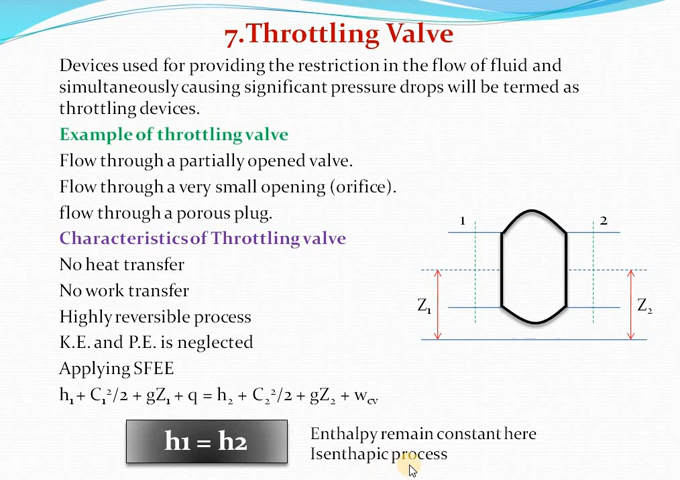 7.Throttling Valve
Devices used for providing the restriction in the flow of fluid and
simultaneously causing significant pressure drops will be termed as
throttling devices.
Example of throttling valve
Flow through a partially opened valve.
Flow through a very small opening (orifice).
flow through a porous plug.
Characteristics of Throttling valve
No heat transfer
No work transfer
Highly reversible process
K.E. and P.E. is neglected
Applying SFEE
h₁ + C₁²/2 + gZ₁ + q = h₂ + C₂²/2 + gZ₂ + w_cv
h1 = h2
Enthalpy remain constant here
Isenthapic process
1
2
Z₁
Z₂